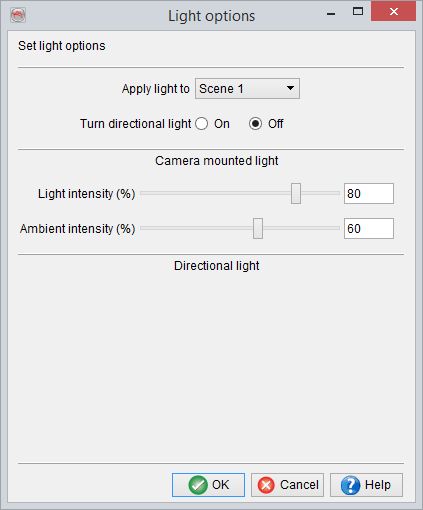 Light options
Set light options
Apply light to Scene 1
Turn directional light On Off
Camera mounted light
Light intensity (%) 80
Ambient intensity (%) 60
Directional light
OK Cancel Help